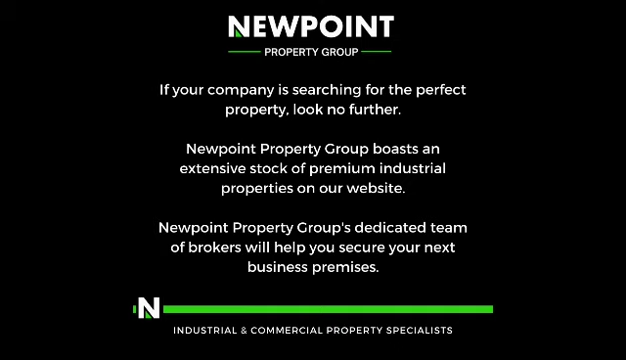 NEWPOINT
PROPERTY GROUP
If your company is searching for the perfect
property, look no further.
Newpoint Property Group boasts an
extensive stock of premium industrial
properties on our website.
Newpoint Property Group's dedicated team
of brokers will help you secure your next
business premises.
N
INDUSTRIAL & COMMERCIAL PROPERTY SPECIALISTS